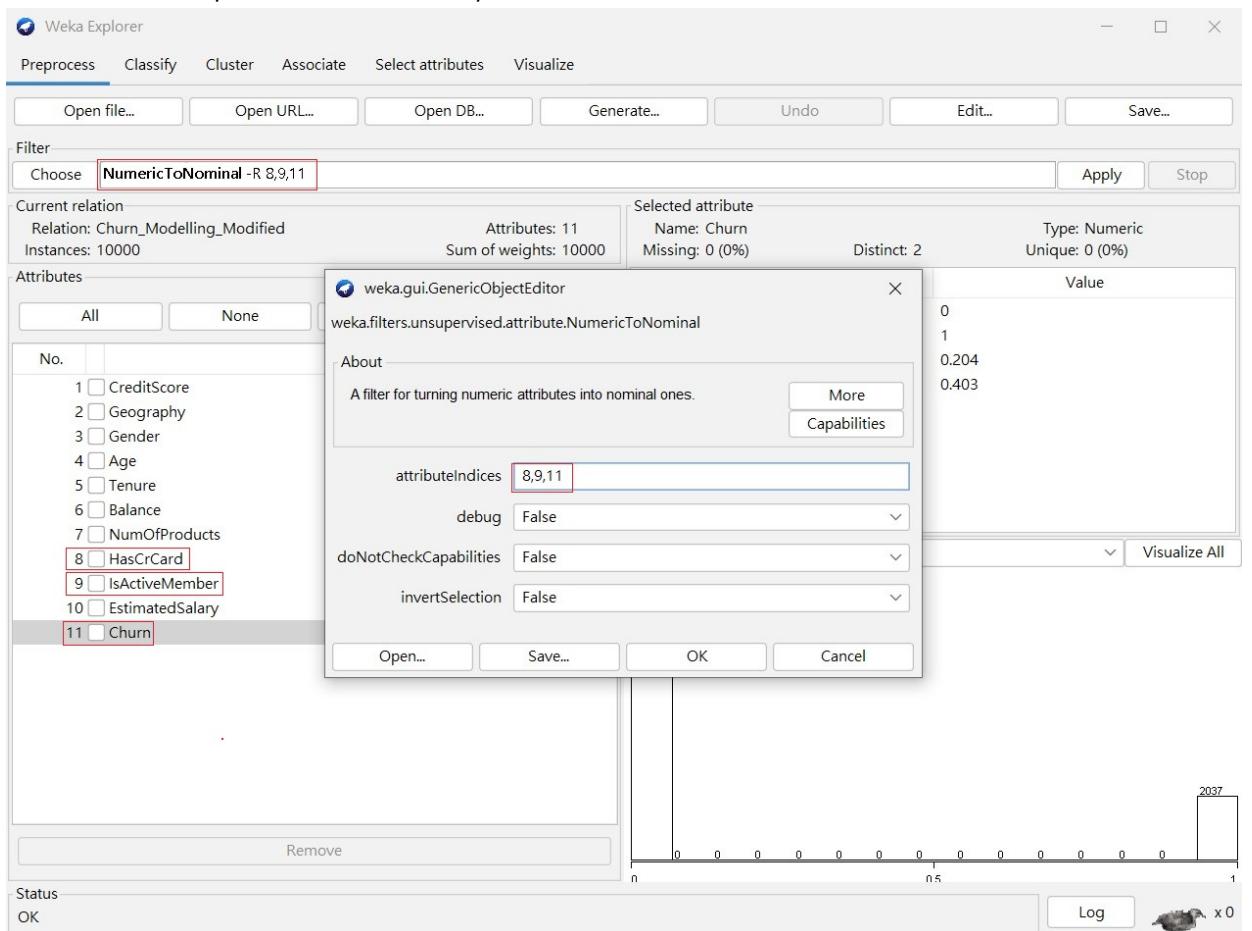 Weka Explorer
Preprocess Classify Cluster Associate Select attributes Visualize
Open file... Open URL... Open DB... Generate... Undo Edit... Save...
Filter
Choose NumericToNominal -R 8,9,11 Apply Stop
Current relation
Relation: Churn_Modelling_Modified Attributes: 11
Instances: 10000 Sum of weights: 10000
Selected attribute
Name: Churn Type: Numeric
Missing: 0 (0%) Distinct: 2 Unique: 0 (0%)
Attributes
All None
No.
1 CreditScore
2 Geography
3 Gender
4 Age
5 Tenure
6 Balance
7 NumOfProducts
8 HasCrCard
9 IsActiveMember
10 EstimatedSalary
11 Churn
Remove
weka.gui.GenericObjectEditor
weka.filters.unsupervised.attribute.NumericToNominal
About
A filter for turning numeric attributes into nominal ones.
More
Capabilities
attributeIndices 8,9,11
debug False
doNotCheckCapabilities False
invertSelection False
Open... Save... OK Cancel
Value
0
1
0.204
0.403
Visualize All
2037
0 0 0 0 0 0 0 0 0 0 0 0 0
0 0.5 1
Status
OK
Log x 0